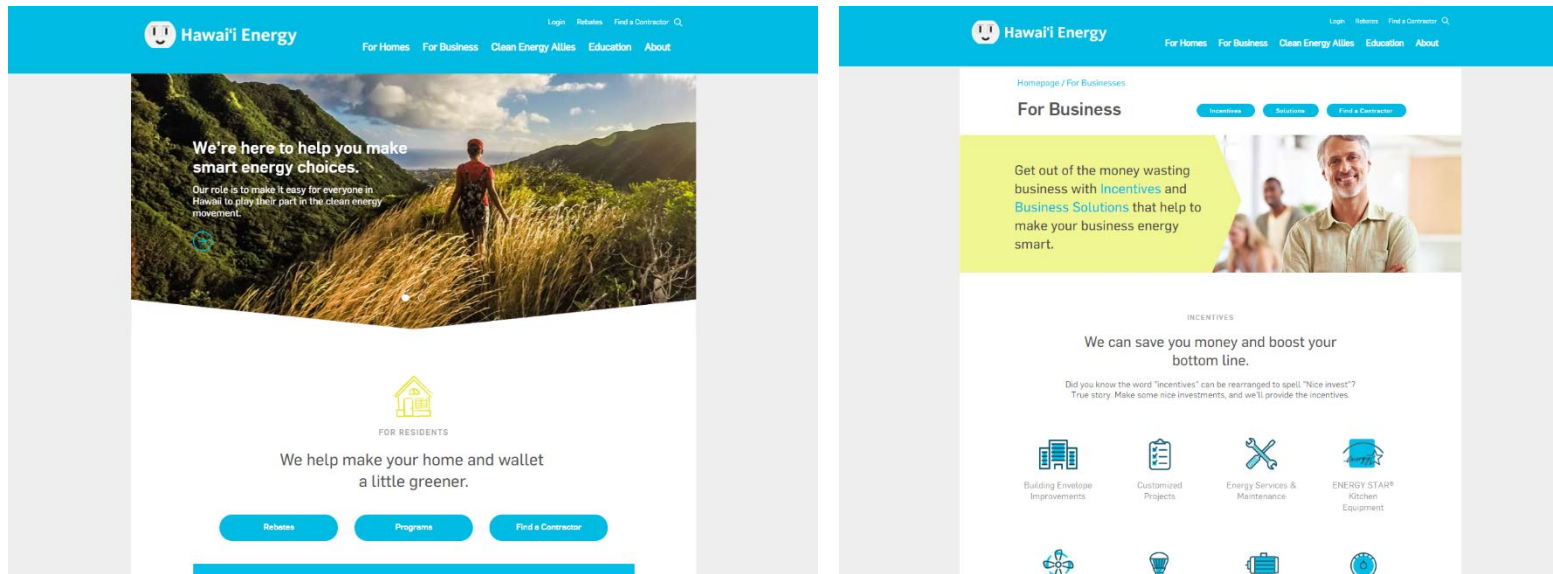 Login Rebates Find a Contractor
Hawai'i Energy
For Homes For Business Clean Energy Allies Education About
We're here to help you make
smart energy choices.
Our role is to make it easy for everyone in
Hawaii to play their part in the clean energy
movement.
FOR RESIDENTS
We help make your home and wallet
a little greener.
Rebates Programs Find a Contractor
Login Rebates Find a Contractor
Hawai'i Energy
For Homes For Business Clean Energy Allies Education About
Homepage / For Businesses
For Business
Incentives Solutions Find a Contractor
Get out of the money wasting
business with Incentives and
Business Solutions that help to
make your business energy
smart.
INCENTIVES
We can save you money and boost your
bottom line.
Did you know the word "incentives" can be rearranged to spell "Nice invest"?
True story. Make some nice investments, and we'll provide the incentives.
Building Envelope
Improvements
Customized
Projects
Energy Services &
Maintenance
energy
ENERGY STAR®
Kitchen
Equipment